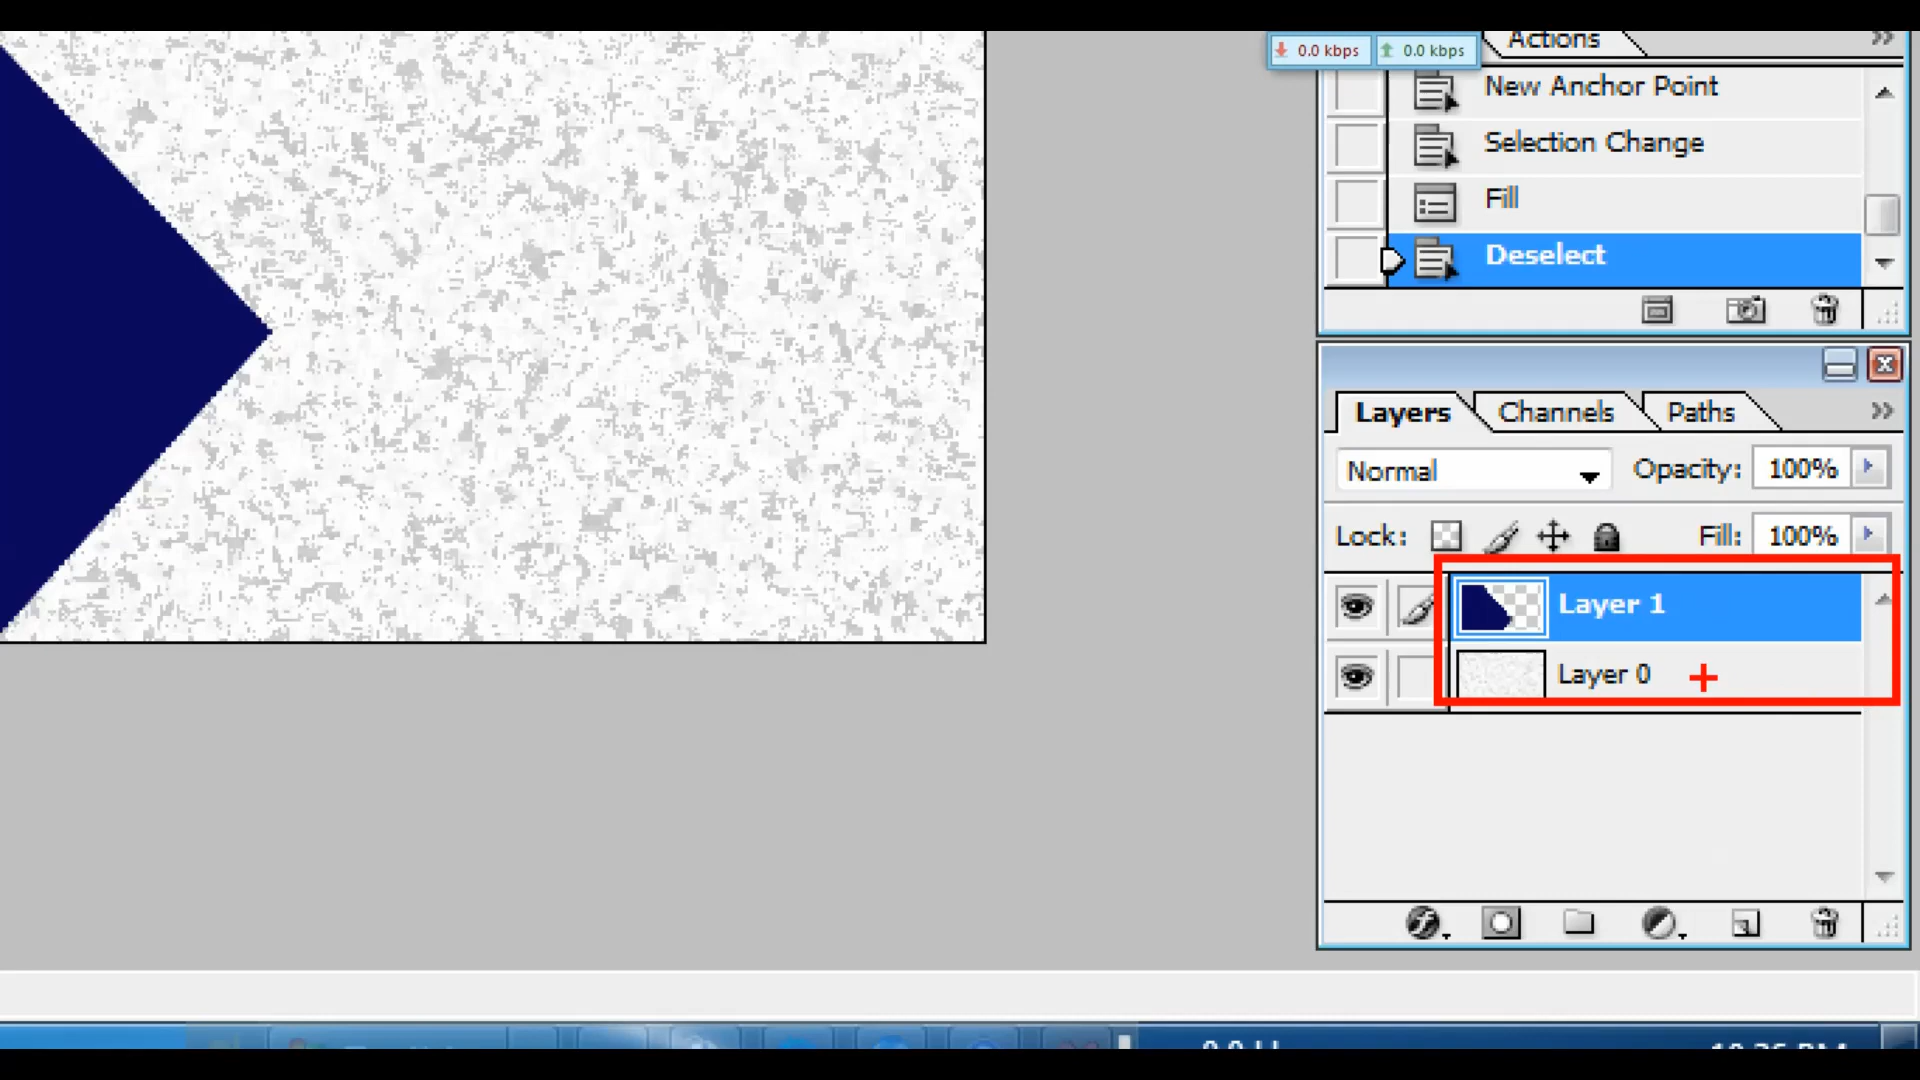 0.0 kbps 0.0 kbps
Actions
New Anchor Point
Selection Change
Fill
Deselect
Layers Channels Paths
Normal Opacity: 100%
Lock: Fill: 100%
Layer 1
Layer 0